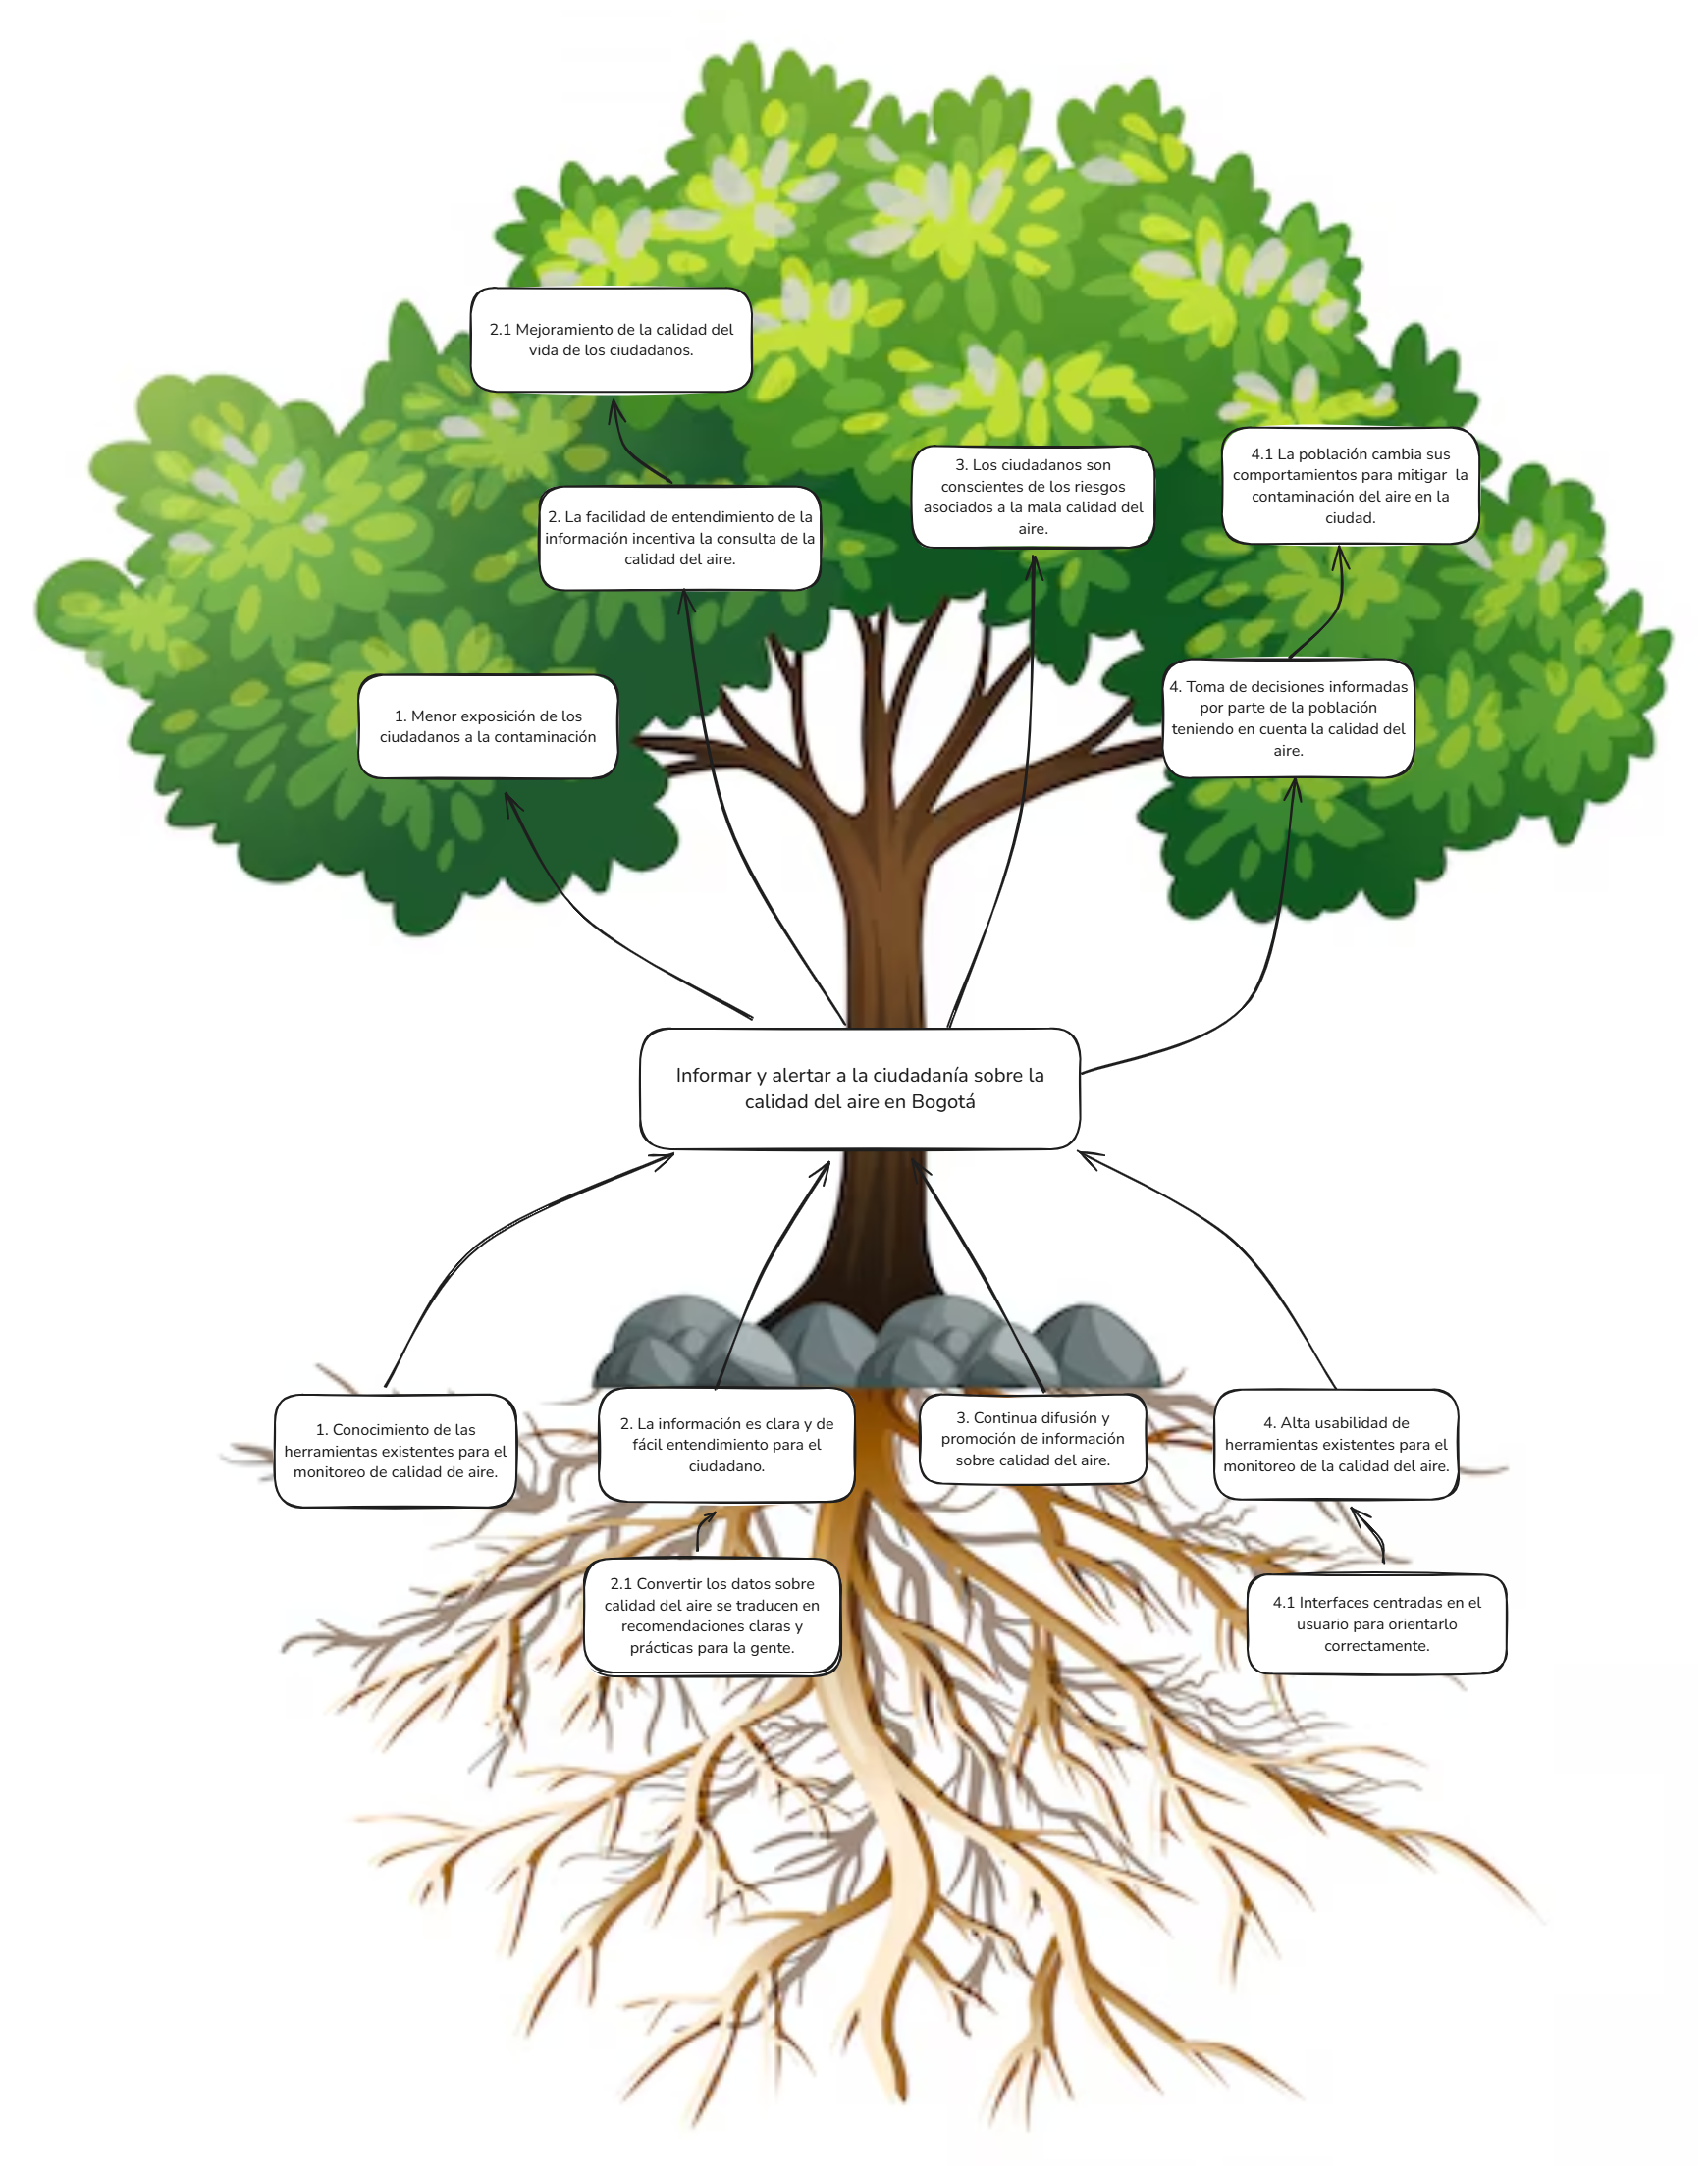 2.1 Mejoramiento de la calidad del
vida de los ciudadanos.
3. Los ciudadanos son
conscientes de los riesgos
asociados a la mala calidad del
aire.
4.1 La población cambia sus
comportamientos para mitigar  la
contaminación del aire en la
ciudad.
2. La facilidad de entendimiento de la
información incentiva la consulta de la
calidad del aire.
1. Menor exposición de los
ciudadanos a la contaminación
4. Toma de decisiones informadas
por parte de la población
teniendo en cuenta la calidad del
aire.
Informar y alertar a la ciudadanía sobre la
calidad del aire en Bogotá
1. Conocimiento de las
herramientas existentes para el
monitoreo de calidad de aire.
2. La información es clara y de
fácil entendimiento para el
ciudadano.
3. Continua difusión y
promoción de información
sobre calidad del aire.
4. Alta usabilidad de
herramientas existentes para el
monitoreo de la calidad del aire.
2.1 Convertir los datos sobre
calidad del aire se traducen en
recomendaciones claras y
prácticas para la gente.
4.1 Interfaces centradas en el
usuario para orientarlo
correctamente.